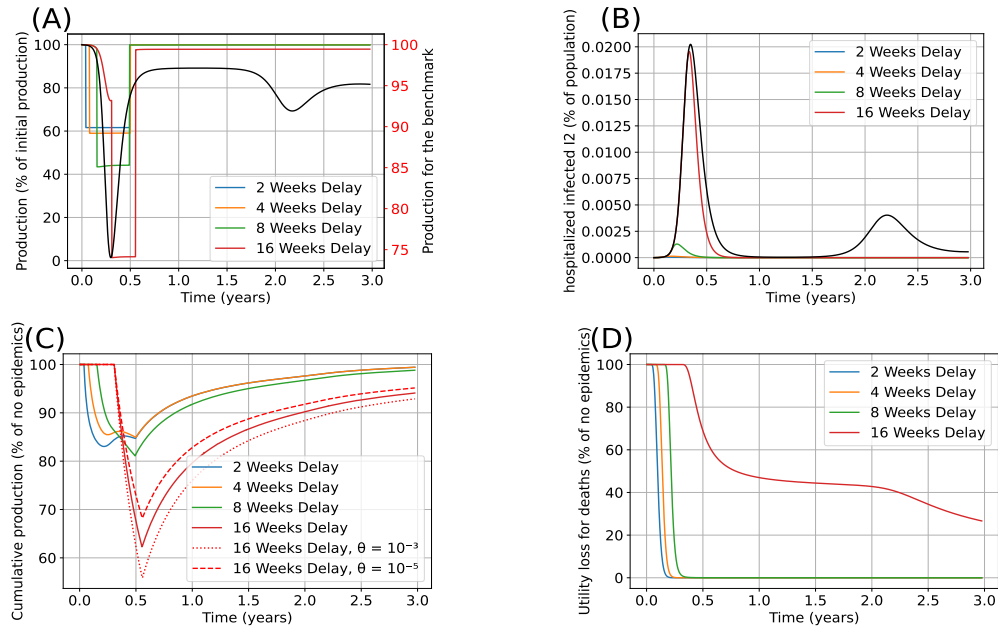 (A)
Production (% of initial production)
100
80
60
40
20
0
0.0 0.5 1.0 1.5 2.0 2.5 3.0
Time (years)
100
95
90
85
80
75
Production for the benchmark
2 Weeks Delay
4 Weeks Delay
8 Weeks Delay
16 Weeks Delay
(B)
hospitalized infected I2 (% of population)
0.0200
0.0175
0.0150
0.0125
0.0100
0.0075
0.0050
0.0025
0.0000
0.0 0.5 1.0 1.5 2.0 2.5 3.0
Time (years)
2 Weeks Delay
4 Weeks Delay
8 Weeks Delay
16 Weeks Delay
(C)
Cumulative production (% of no epidemics)
100
90
80
70
60
0.0 0.5 1.0 1.5 2.0 2.5 3.0
Time (years)
2 Weeks Delay
4 Weeks Delay
8 Weeks Delay
16 Weeks Delay
16 Weeks Delay, θ = 10⁻³
16 Weeks Delay, θ = 10⁻⁵
(D)
Utility loss for deaths (% of no epidemics)
100
80
60
40
20
0
0.0 0.5 1.0 1.5 2.0 2.5 3.0
Time (years)
2 Weeks Delay
4 Weeks Delay
8 Weeks Delay
16 Weeks Delay